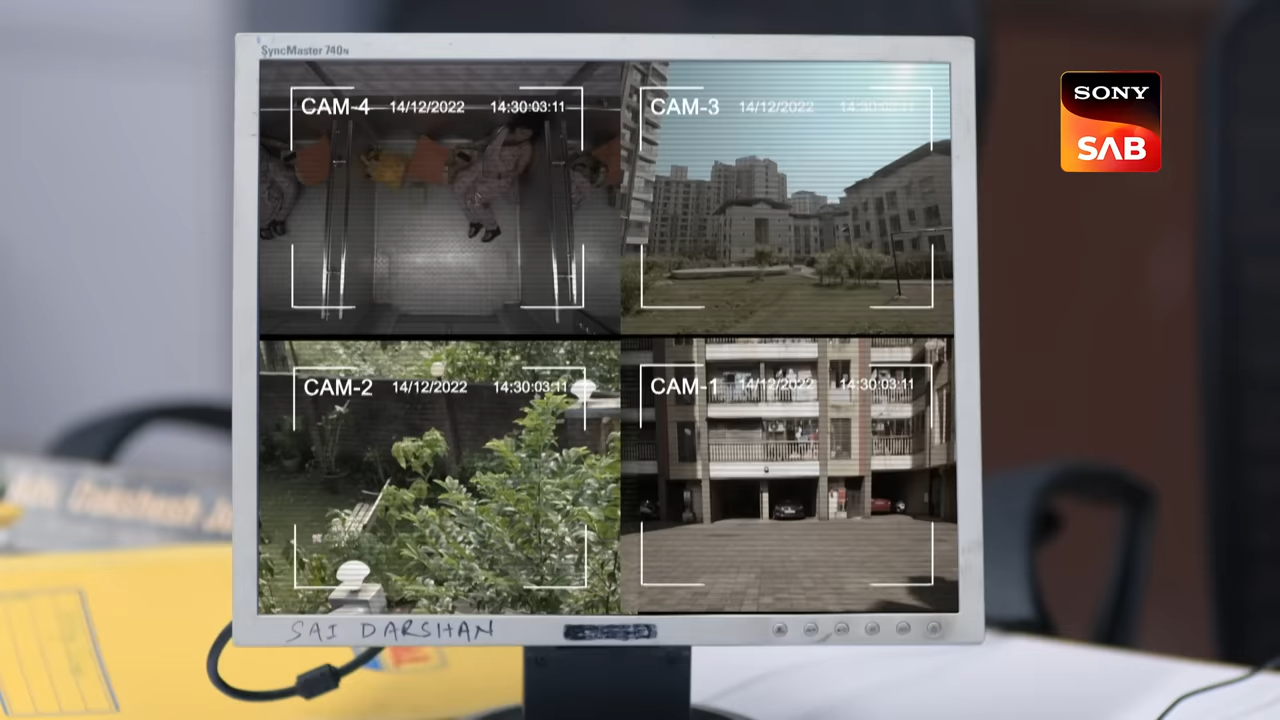 SyncMaster 740N
CAM-4 14/12/2022 14:30:03:11
CAM-3 14/12/2022 14:30:03:11
SONY
SAB
CAM-2 14/12/2022 14:30:03:11
CAM-1 14/12/2022 14:30:03:11
SAI DARSHAN